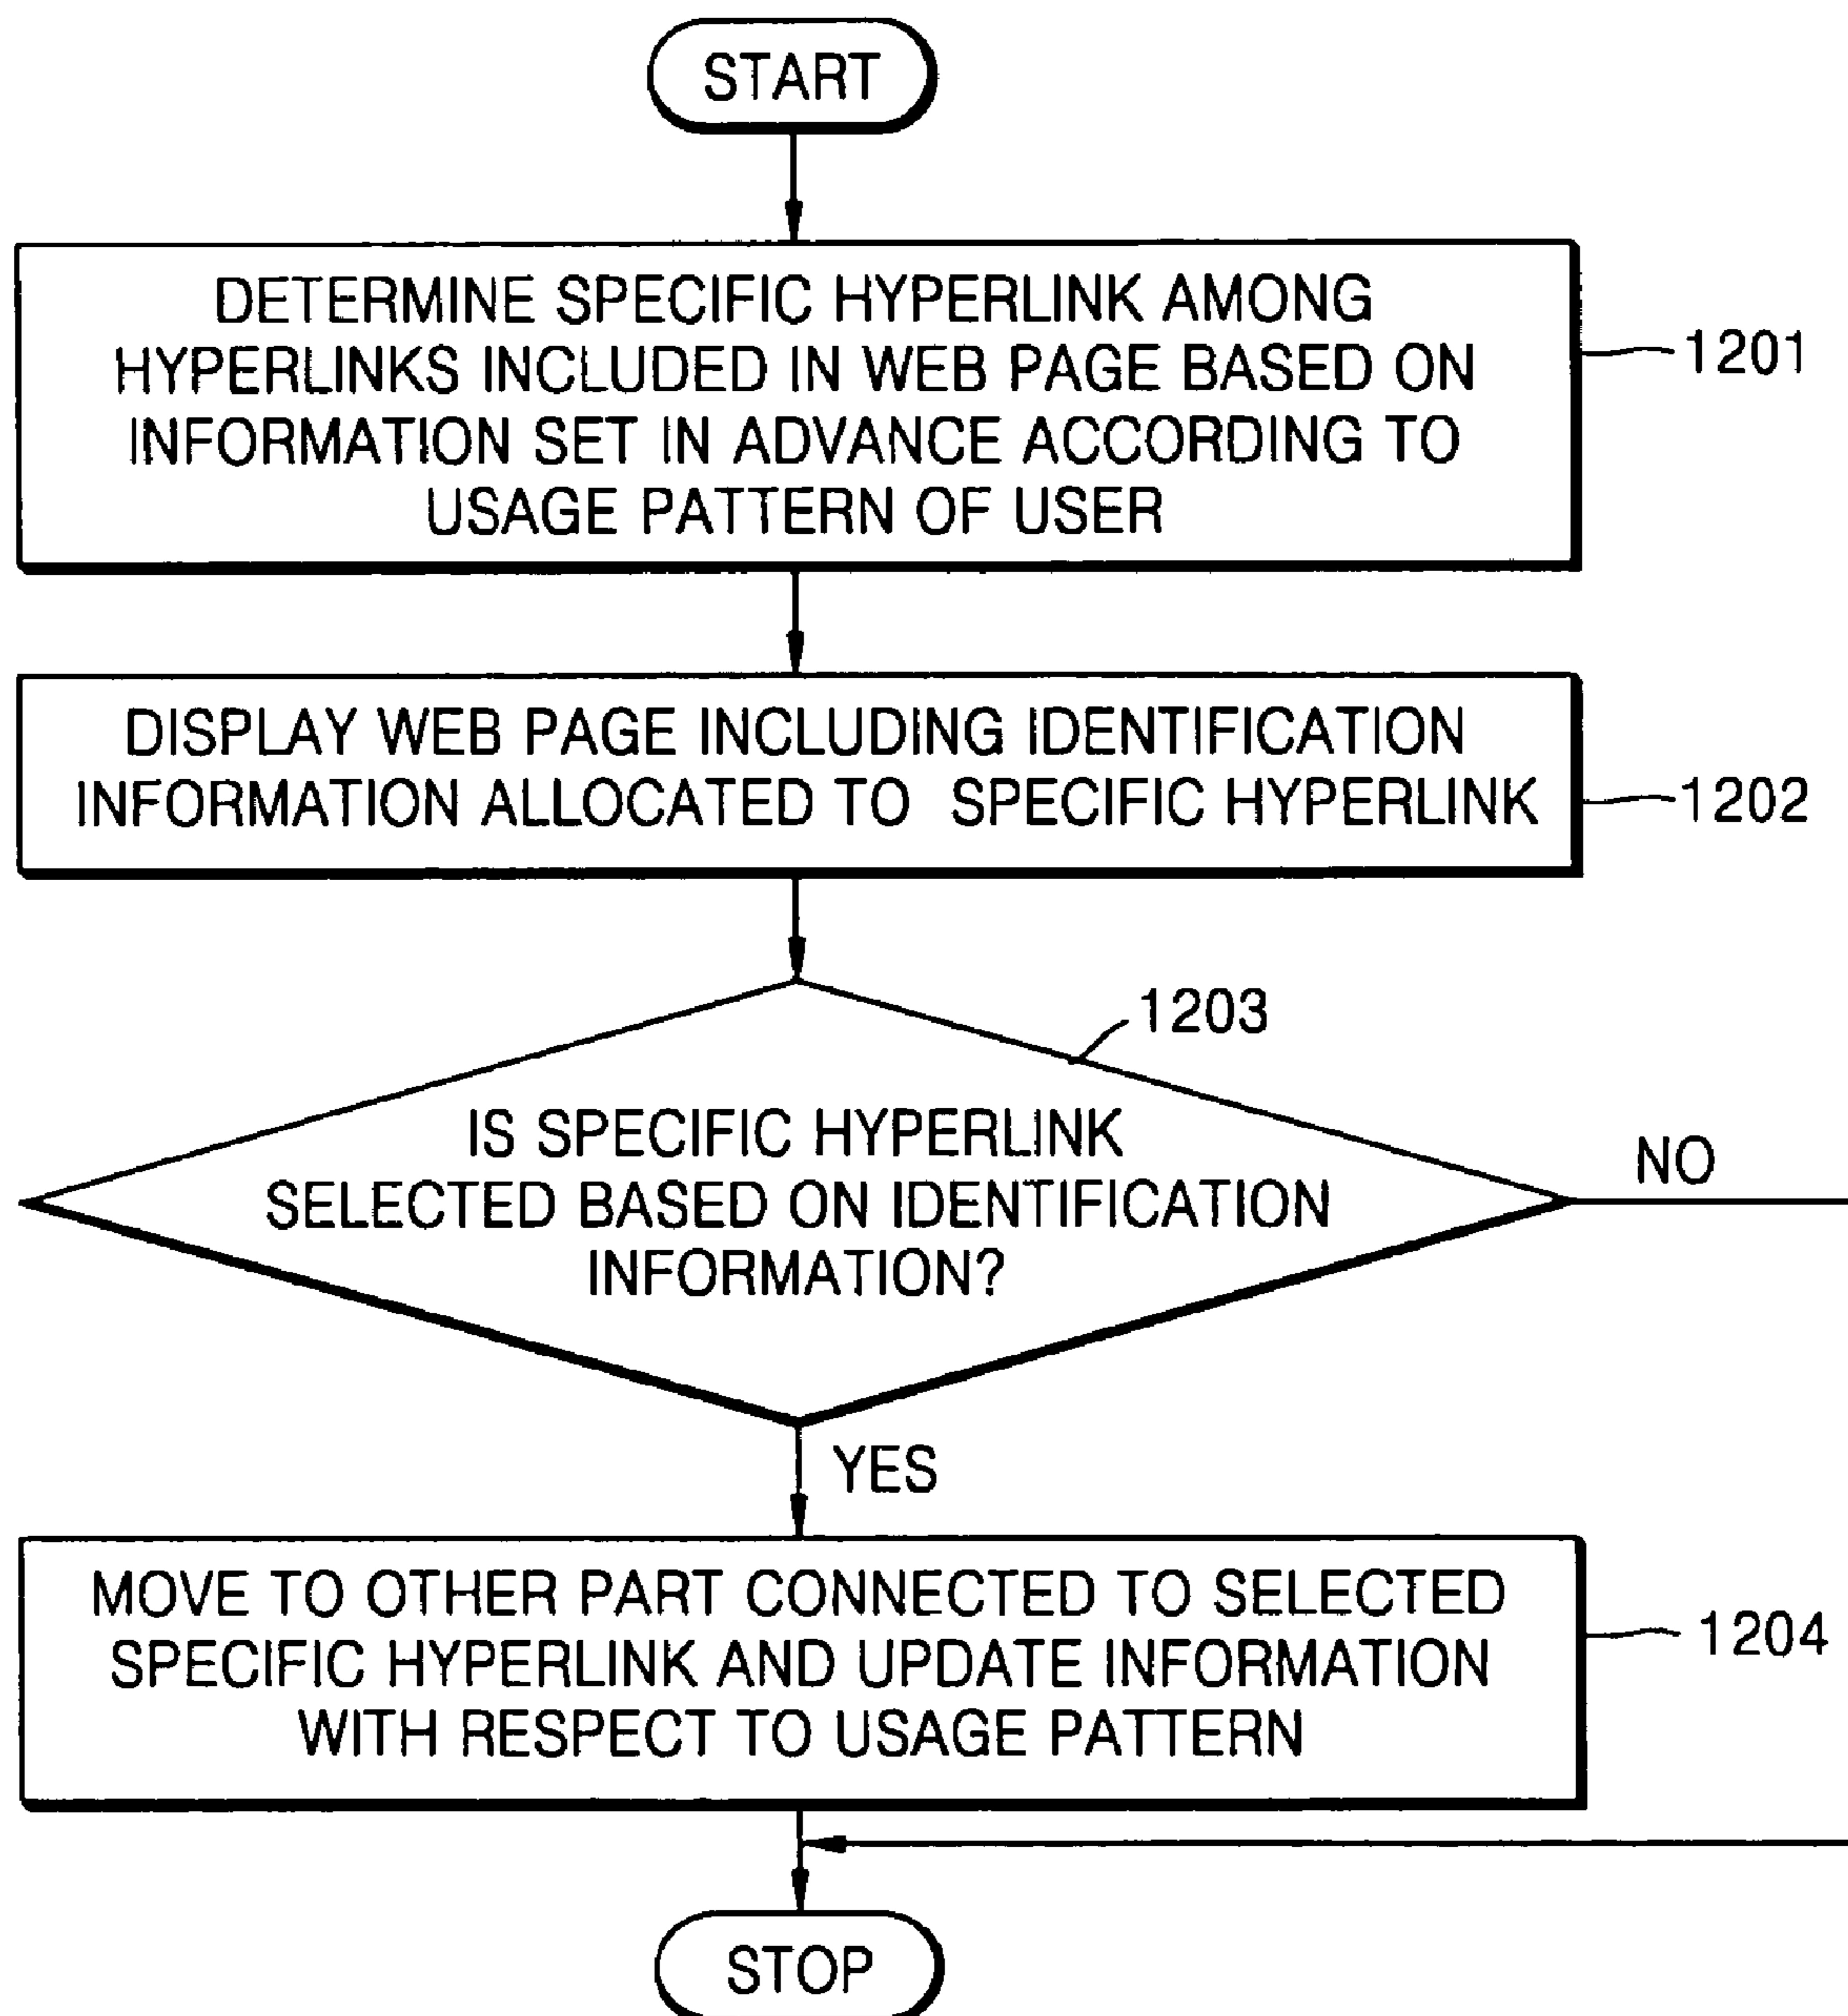 START
DETERMINE SPECIFIC HYPERLINK AMONG
HYPERLINKS INCLUDED IN WEB PAGE BASED ON
INFORMATION SET IN ADVANCE ACCORDING TO
USAGE PATTERN OF USER
1201
DISPLAY WEB PAGE INCLUDING IDENTIFICATION
INFORMATION ALLOCATED TO SPECIFIC HYPERLINK
1202
1203
IS SPECIFIC HYPERLINK
SELECTED BASED ON IDENTIFICATION
INFORMATION?
NO
YES
MOVE TO OTHER PART CONNECTED TO SELECTED
SPECIFIC HYPERLINK AND UPDATE INFORMATION
WITH RESPECT TO USAGE PATTERN
1204
STOP